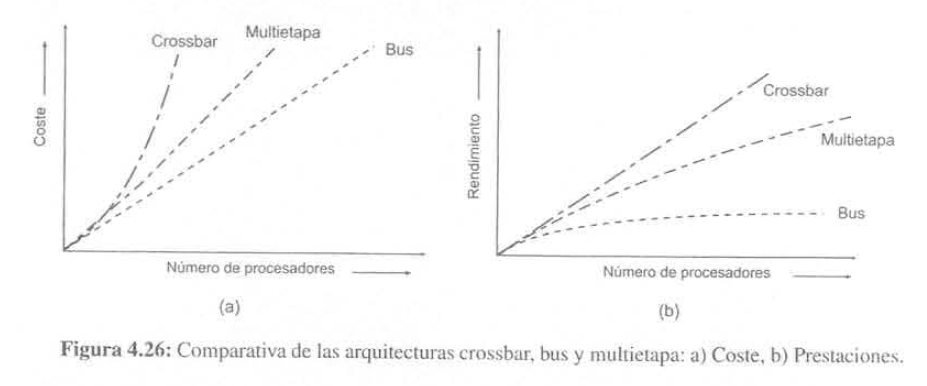 Coste
Crossbar
Multietapa
Bus
Número de procesadores
(a)
Rendimiento
Crossbar
Multietapa
Bus
Número de procesadores
(b)
Figura 4.26: Comparativa de las arquitecturas crossbar, bus y multietapa: a) Coste, b) Prestaciones.